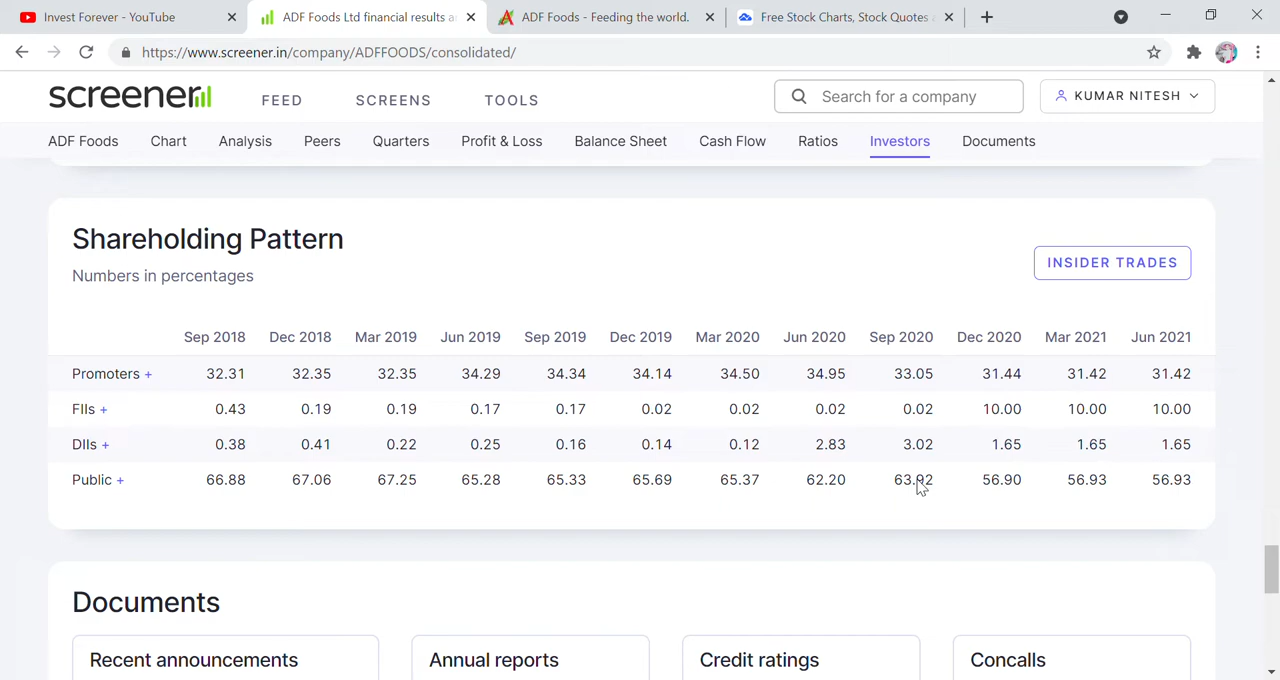 Invest Forever - YouTube
ADF Foods Ltd financial results a
ADF Foods - Feeding the world.
Free Stock Charts, Stock Quotes
https://www.screener.in/company/ADFFOODS/consolidated/
screener
FEED
SCREENS
TOOLS
Search for a company
KUMAR NITESH
ADF Foods
Chart
Analysis
Peers
Quarters
Profit & Loss
Balance Sheet
Cash Flow
Ratios
Investors
Documents
Shareholding Pattern
Numbers in percentages
INSIDER TRADES
Sep 2018 Dec 2018 Mar 2019 Jun 2019 Sep 2019 Dec 2019 Mar 2020 Jun 2020 Sep 2020 Dec 2020 Mar 2021 Jun 2021
Promoters + 32.31 32.35 32.35 34.29 34.34 34.14 34.50 34.95 33.05 31.44 31.42 31.42
FIIs + 0.43 0.19 0.19 0.17 0.17 0.02 0.02 0.02 0.02 10.00 10.00 10.00
DIIs + 0.38 0.41 0.22 0.25 0.16 0.14 0.12 2.83 3.02 1.65 1.65 1.65
Public + 66.88 67.06 67.25 65.28 65.33 65.69 65.37 62.20 63.92 56.90 56.93 56.93
Documents
Recent announcements
Annual reports
Credit ratings
Concalls